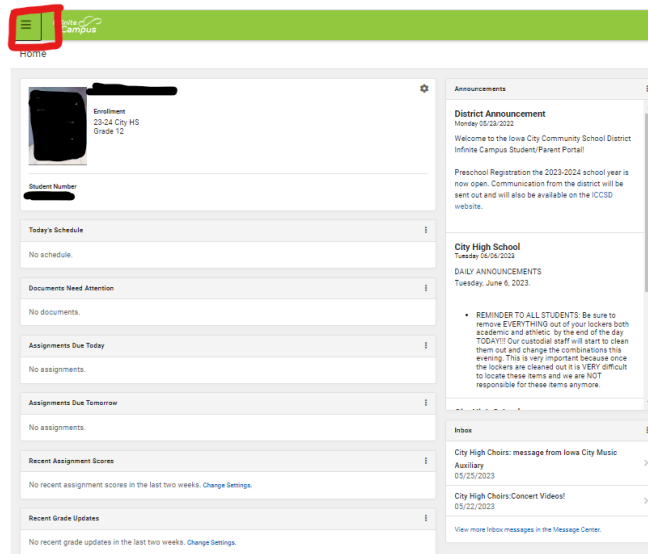 Infinite
Campus
Home
Enrollment
23-24 City HS
Grade 12
Student Number
Today's Schedule
No schedule.
Documents Need Attention
No documents.
Assignments Due Today
No assignments.
Assignments Due Tomorrow
No assignments.
Recent Assignment Scores
No recent assignment scores in the last two weeks. Change Settings.
Recent Grade Updates
No recent grade updates in the last two weeks. Change Settings.
Announcements
District Announcement
Monday 05/23/2022
Welcome to the Iowa City Community School District
Infinite Campus Student/Parent Portal!
Preschool Registration the 2023-2024 school year is
now open. Communication from the district will be
sent out and will also be available on the ICCSD
website.
City High School
Tuesday 06/06/2023
DAILY ANNOUNCEMENTS
Tuesday, June 6, 2023.
• REMINDER TO ALL STUDENTS: Be sure to
remove EVERYTHING out of your lockers both
academic and athletic by the end of the day
TODAY!!! Our custodial staff will start to clean
them out and change the combinations this
evening. This is very important because once
the lockers are cleaned out it is VERY difficult
to locate these items and we are NOT
responsible for these items anymore.
Inbox
City High Choirs: message from Iowa City Music
Auxiliary
05/25/2023
City High Choirs:Concert Videos!
05/22/2023
View more Inbox messages in the Message Center.